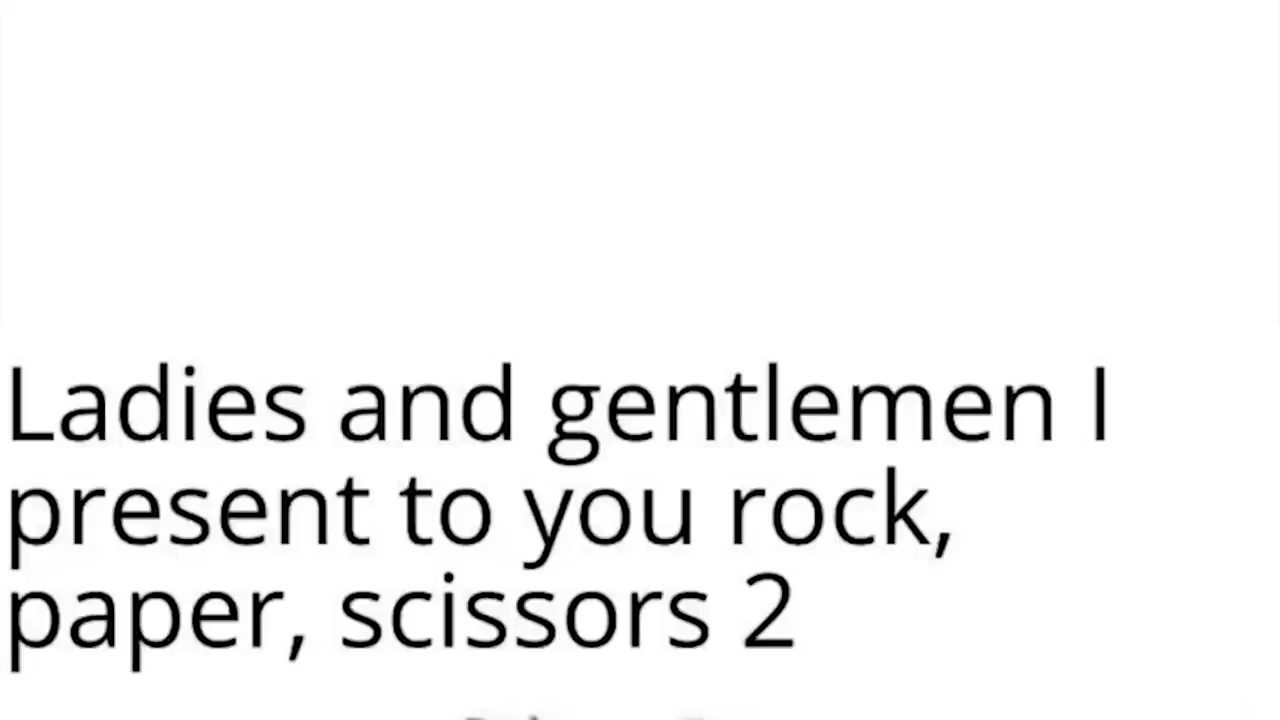 Ladies and gentlemen I
present to you rock,
paper, scissors 2